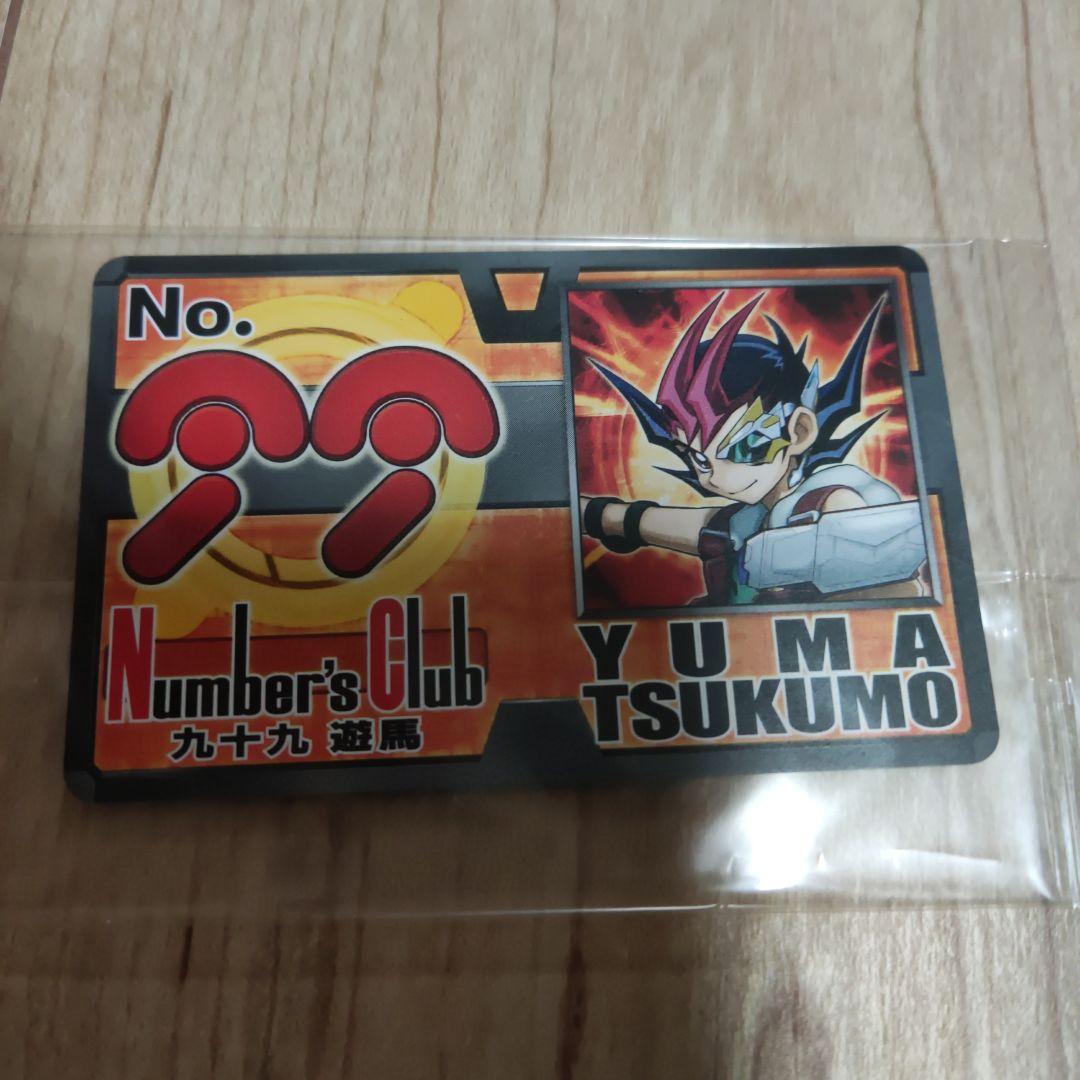 No.
99
Number's Club
九十九 遊馬
YUMA
TSUKUMO